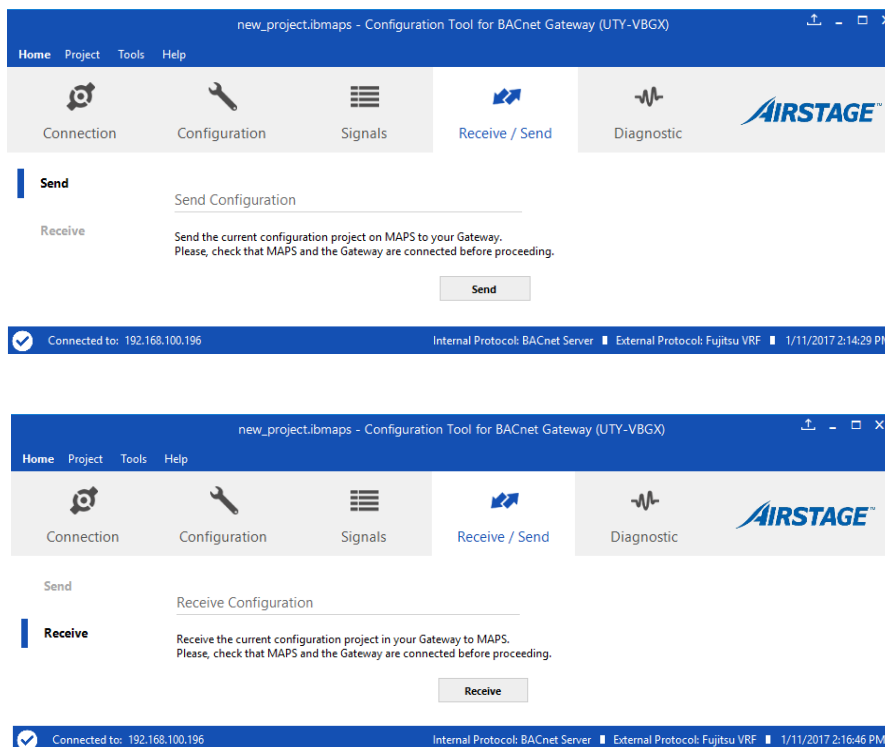 new_project.ibmaps - Configuration Tool for BACnet Gateway (UTY-VBGX)
Home Project Tools Help
Connection Configuration Signals Receive / Send Diagnostic AIRSTAGE™
Send
Send Configuration
Receive
Send the current configuration project on MAPS to your Gateway.
Please, check that MAPS and the Gateway are connected before proceeding.
Send
Connected to: 192.168.100.196 Internal Protocol: BACnet Server External Protocol: Fujitsu VRF 1/11/2017 2:14:29 PM
new_project.ibmaps - Configuration Tool for BACnet Gateway (UTY-VBGX)
Home Project Tools Help
Connection Configuration Signals Receive / Send Diagnostic AIRSTAGE™
Send
Receive Configuration
Receive
Receive the current configuration project in your Gateway to MAPS.
Please, check that MAPS and the Gateway are connected before proceeding.
Receive
Connected to: 192.168.100.196 Internal Protocol: BACnet Server External Protocol: Fujitsu VRF 1/11/2017 2:16:46 PM